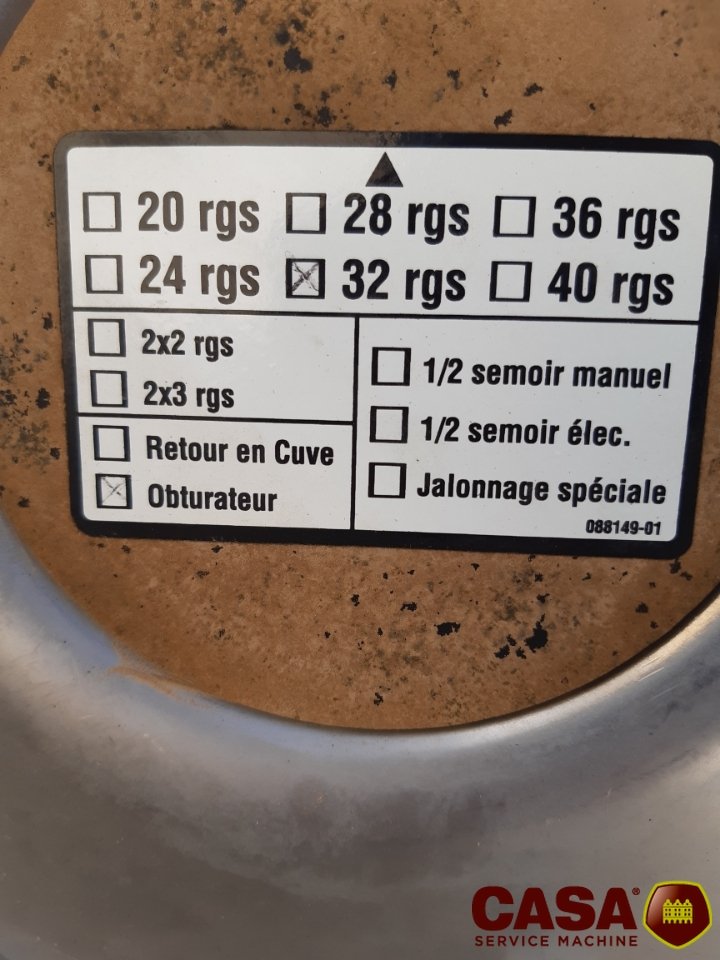 20 rgs 28 rgs 36 rgs
24 rgs 32 rgs 40 rgs
2x2 rgs
2x3 rgs
Retour en Cuve
Obturateur
1/2 semoir manuel
1/2 semoir élec.
Jalonnage spéciale
088149-01
CASA®
SERVICE MACHINE